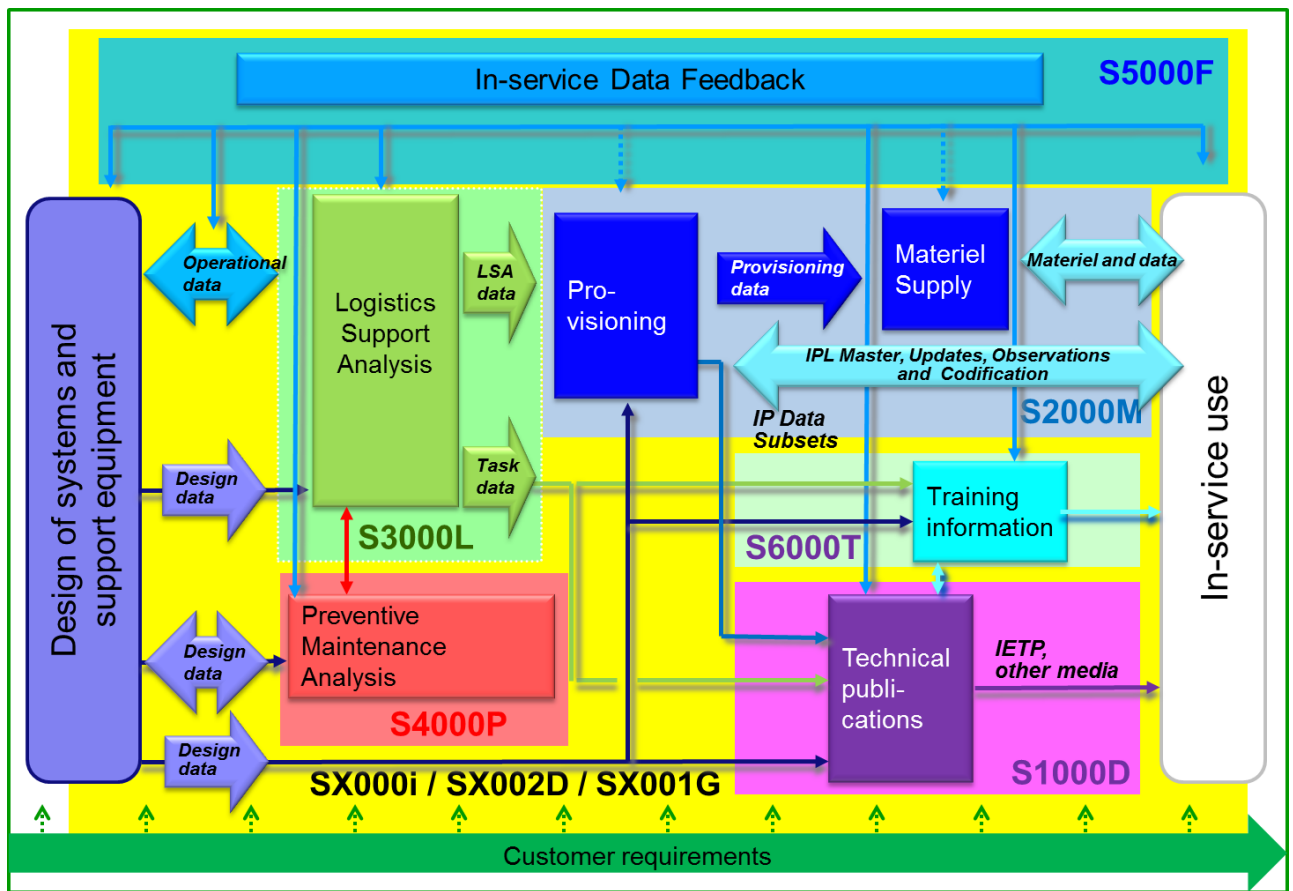 In-service Data Feedback
S5000F
Design of systems and
support equipment
Operational
data
Logistics
Support
Analysis
LSA
data
Pro-
visioning
Provisioning
data
Materiel
Supply
Materiel and data
In-service use
IPL Master, Updates, Observations
and Codification
S2000M
IP Data
Subsets
Design
data
Task
data
S3000L
Training
information
S6000T
Design
data
Preventive
Maintenance
Analysis
S4000P
Technical
publi-
cations
IETP,
other media
S1000D
Design
data
SX000i / SX002D / SX001G
Customer requirements